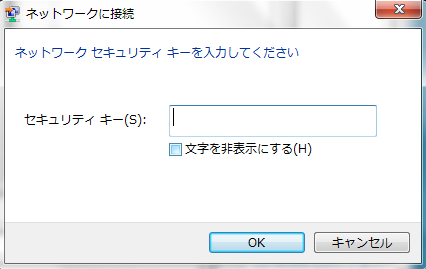 ネットワークに接続
ネットワーク セキュリティ キーを入力してください
セキュリティ キー(S):
文字を非表示にする(H)
OK
キャンセル